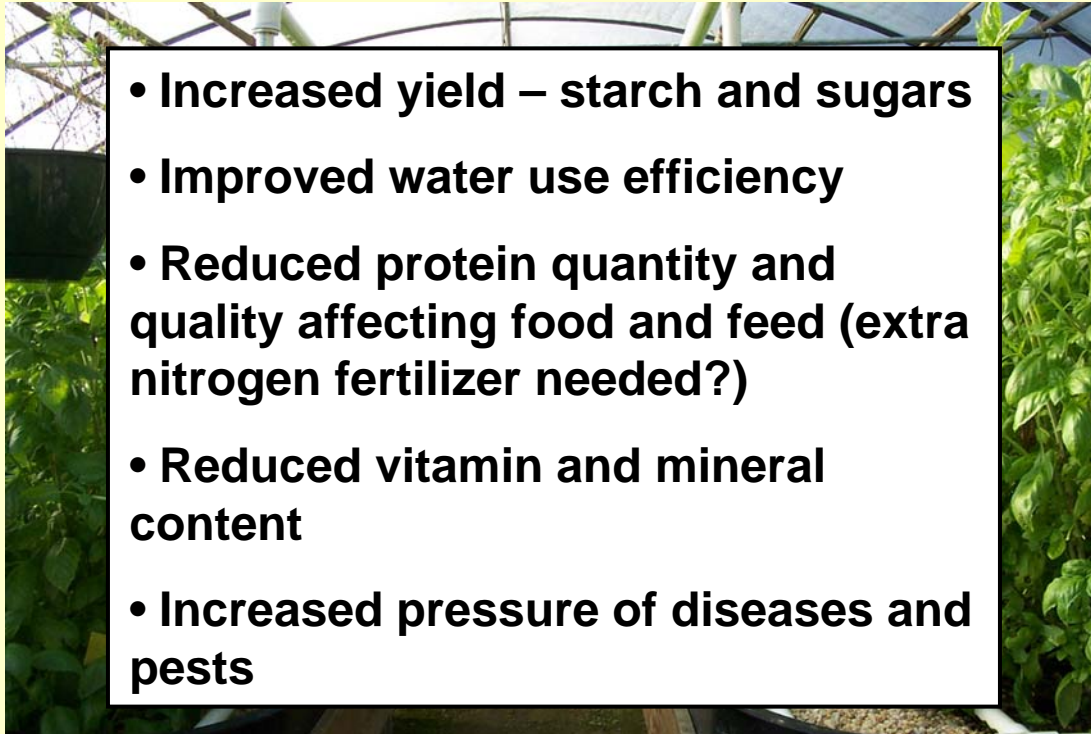 • Increased yield – starch and sugars
• Improved water use efficiency
• Reduced protein quantity and
quality affecting food and feed (extra
nitrogen fertilizer needed?)
• Reduced vitamin and mineral
content
• Increased pressure of diseases and
pests